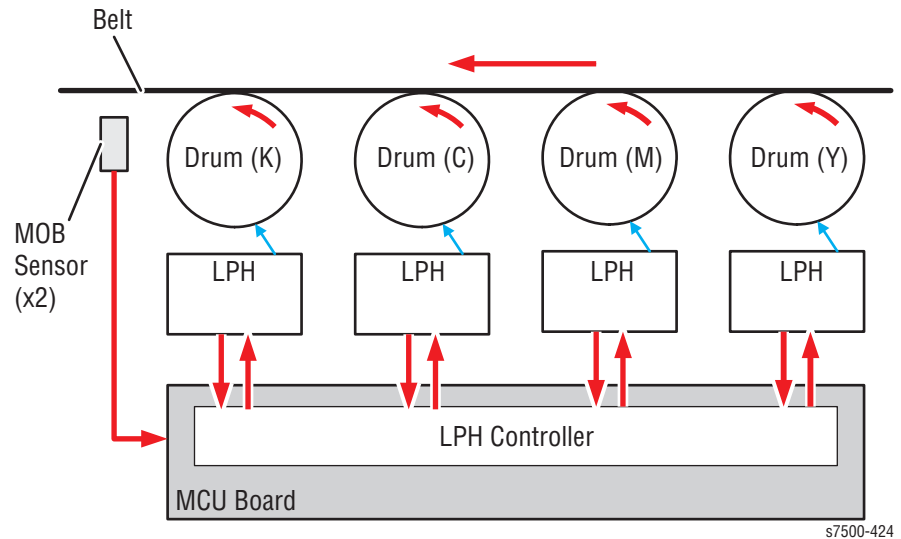 Belt
Drum (K)
Drum (C)
Drum (M)
Drum (Y)
MOB
Sensor
(x2)
LPH
LPH
LPH
LPH
LPH Controller
MCU Board
s7500-424